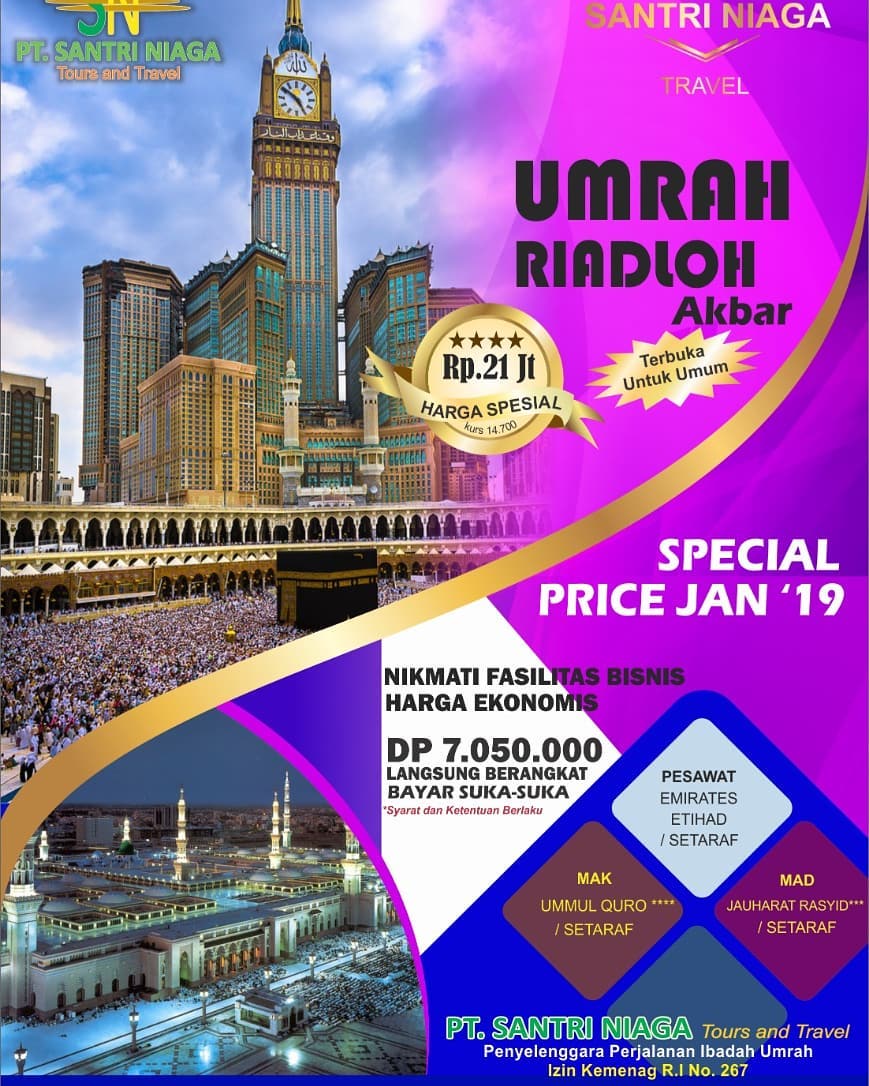 SN
PT. SANTRI NIAGA
Tours and Travel
SANTRI NIAGA
TRAVEL
UMRAH
RIADLOH
Akbar
Rp.21 Jt
HARGA SPESIAL
kurs 14.700
Terbuka
Untuk Umum
SPECIAL
PRICE JAN ‘19
NIKMATI FASILITAS BISNIS
HARGA EKONOMIS
DP 7.050.000
LANGSUNG BERANGKAT
BAYAR SUKA-SUKA
*Syarat dan Ketentuan Berlaku
PESAWAT
EMIRATES
ETIHAD
/ SETARAF
MAK
UMMUL QURO ****
/ SETARAF
MAD
JAUHARAT RASYID***
/ SETARAF
PT. SANTRI NIAGA Tours and Travel
Penyelenggara Perjalanan Ibadah Umrah
Izin Kemenag R.I No. 267